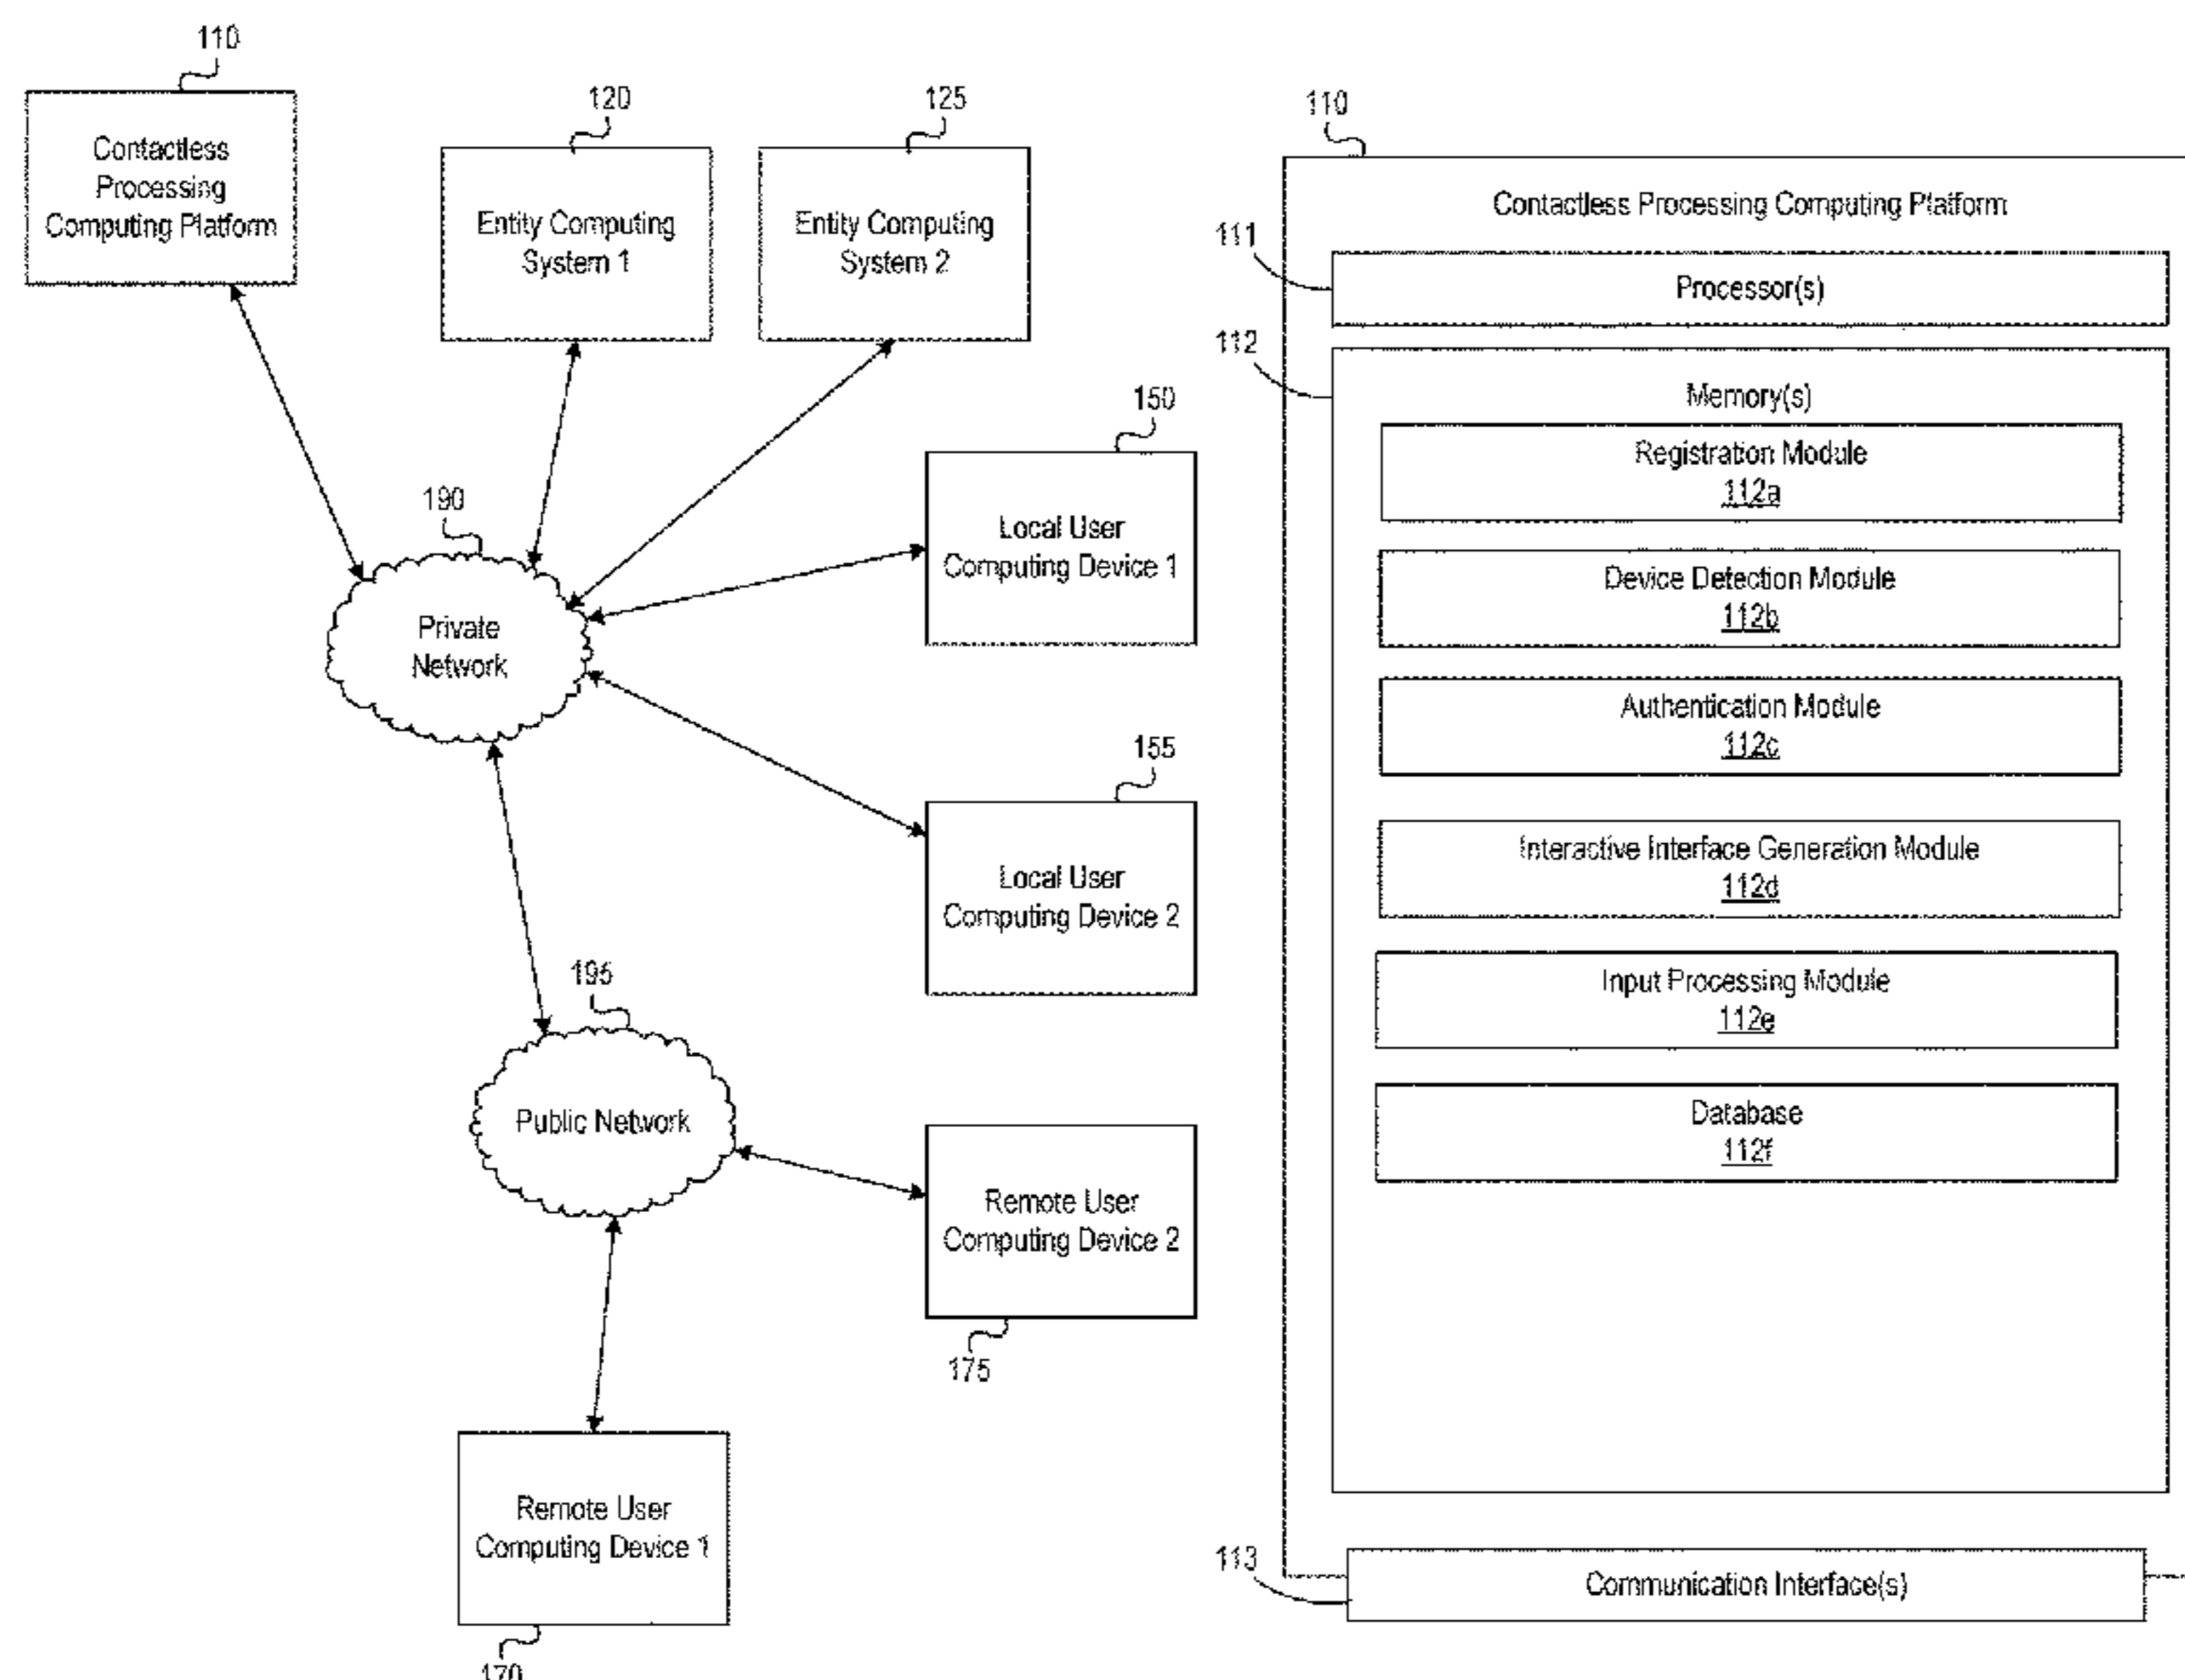 110
Contactless
Processing
Computing Platform
120
Entity Computing
System 1
125
Entity Computing
System 2
150
Local User
Computing Device 1
190
Private
Network
155
Local User
Computing Device 2
195
Public Network
Remote User
Computing Device 2
175
Remote User
Computing Device 1
170
110
Contactless Processing Computing Platform
111
Processor(s)
112
Memory(s)
Registration Module
112a
Device Detection Module
112b
Authentication Module
112c
Interactive Interface Generation Module
112d
Input Processing Module
112e
Database
112f
113
Communication Interface(s)